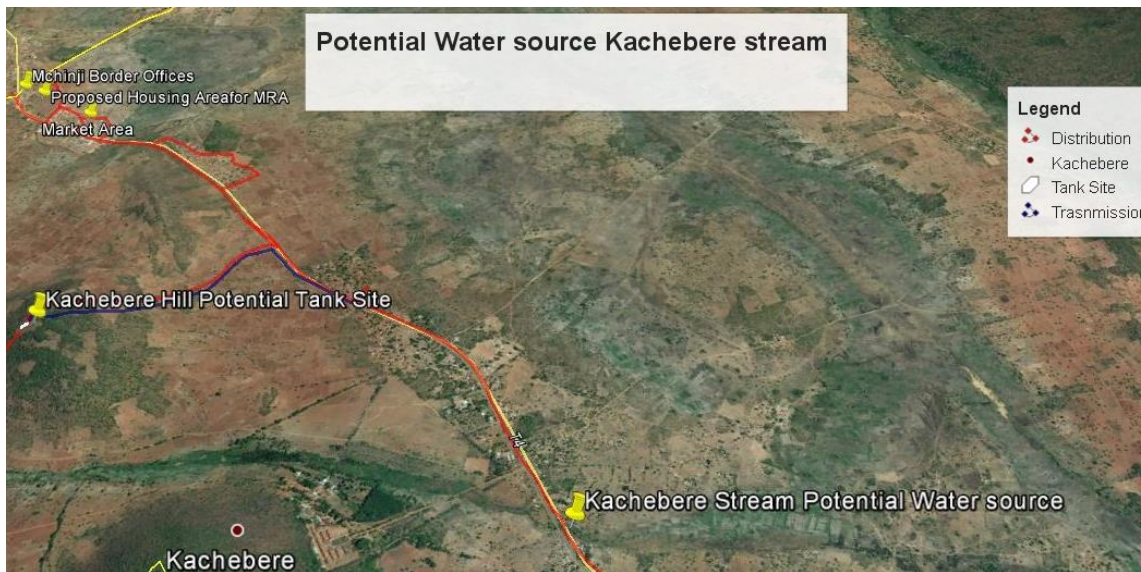 Potential Water source Kachebere stream
Mchinji Border Offices
Proposed Housing Areafor MRA
Market Area
Legend
Distribution
Kachebere
Tank Site
Trasnmission
Kachebere Hill Potential Tank Site
T4
Kachebere Stream Potential Water source
Kachebere